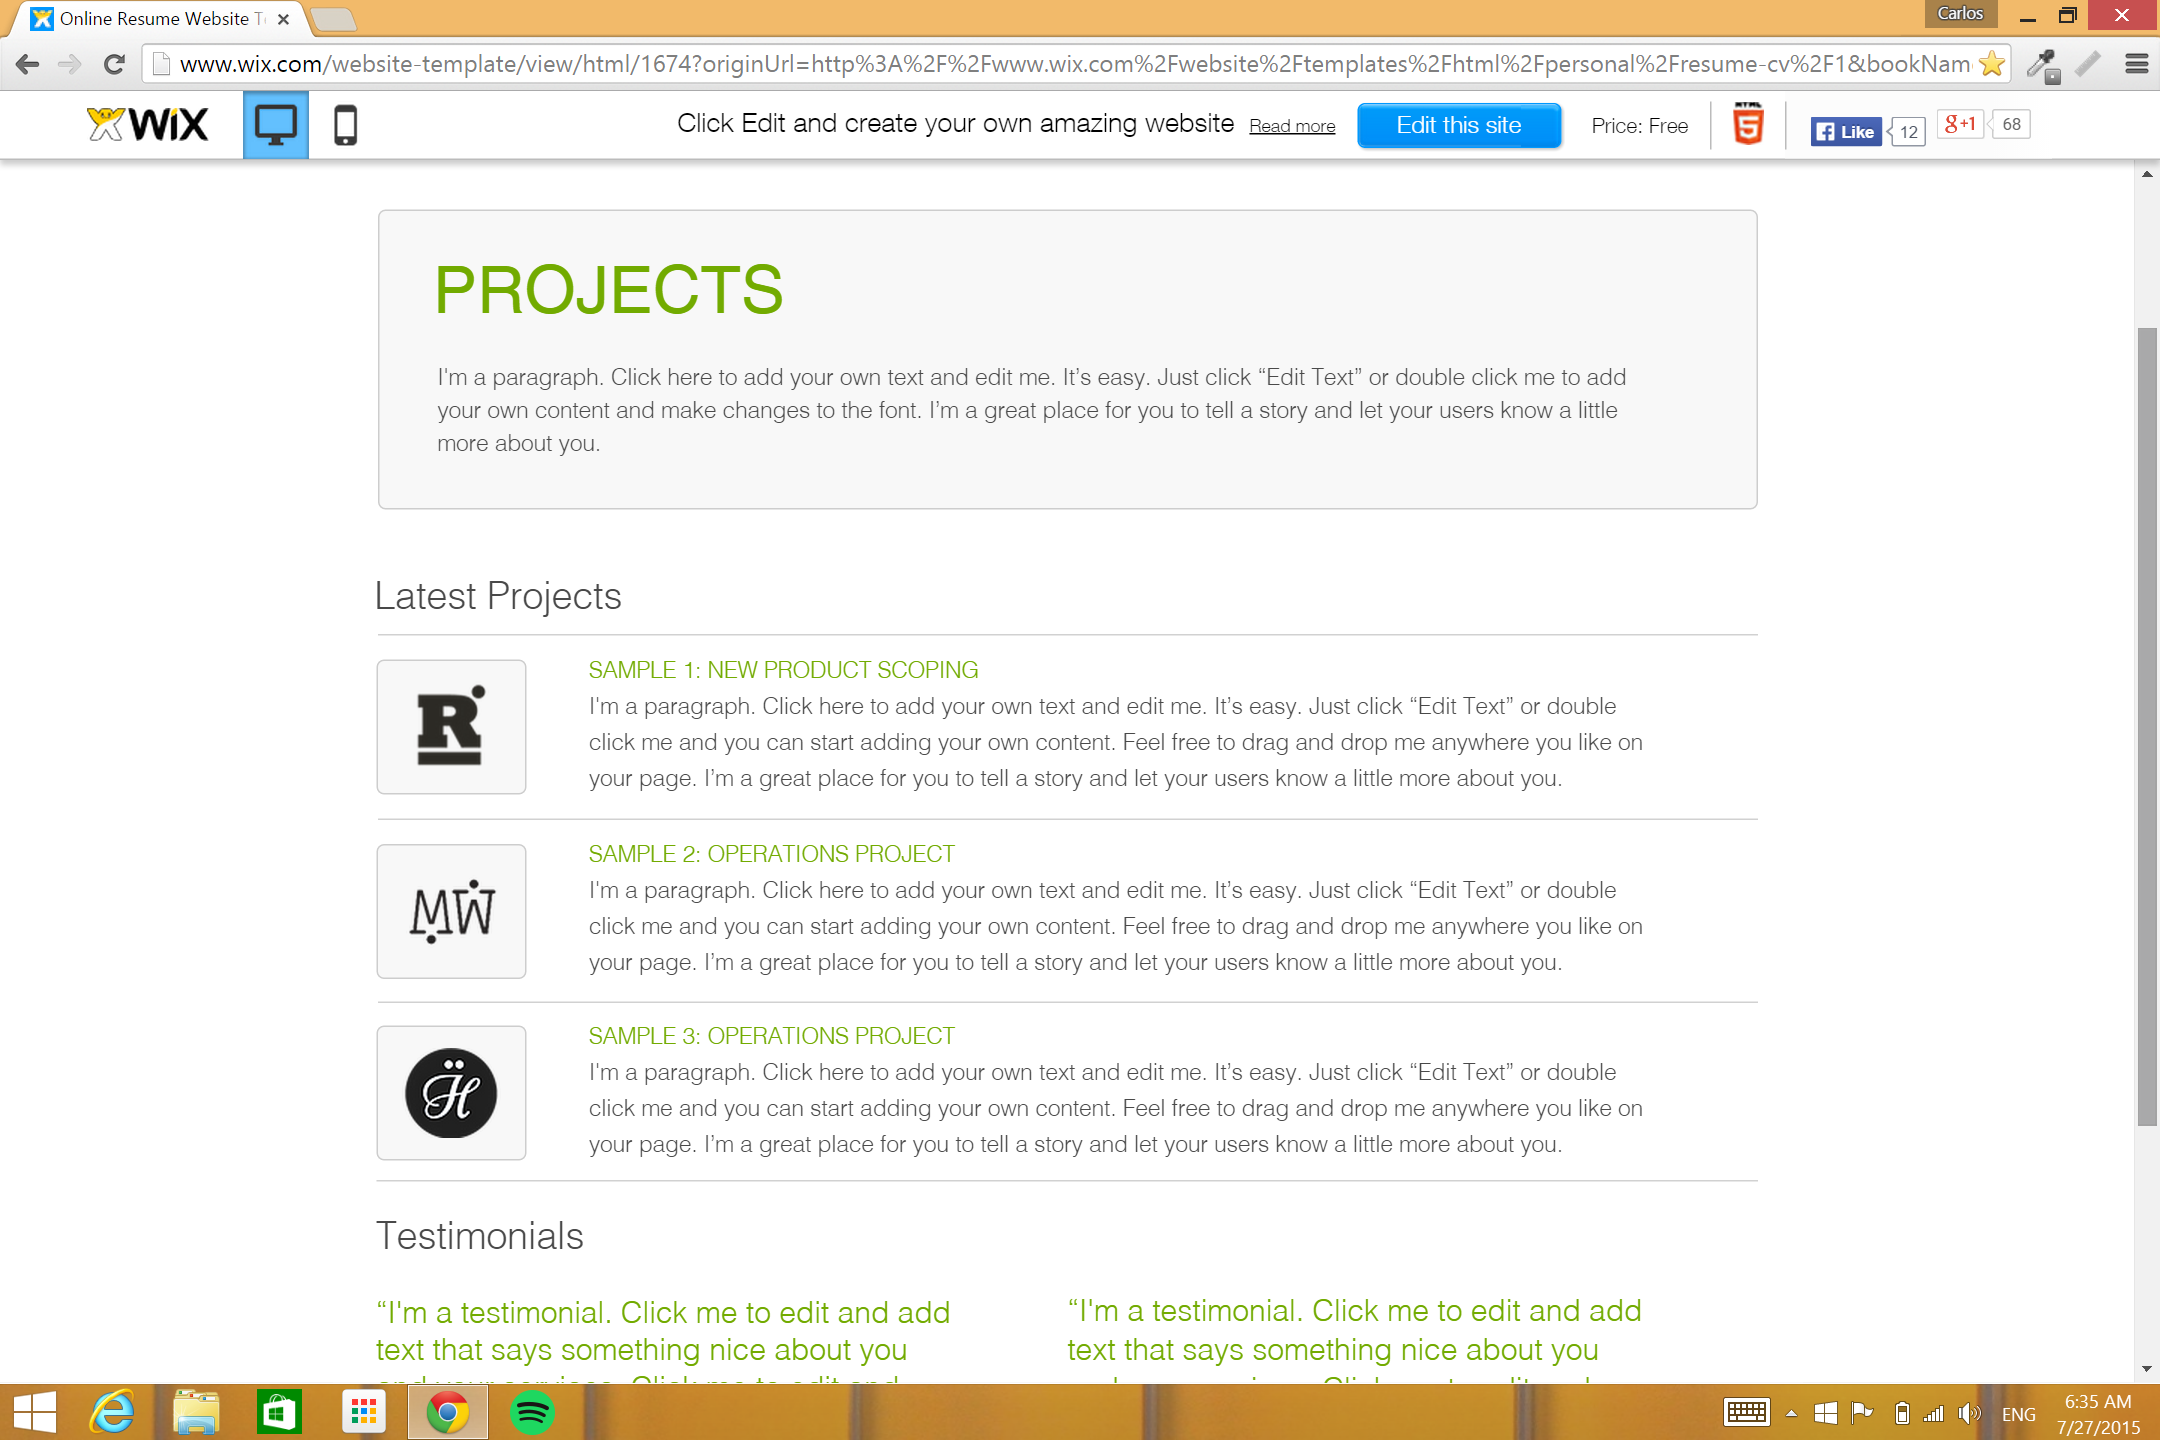 Online Resume Website T
Carlos
www.wix.com/website-template/view/html/1674?originUrl=http%3A%2F%2Fwww.wix.com%2Fwebsite%2Ftemplates%2Fhtml%2Fpersonal%2Fresume-cv%2F1&bookNam
WiX
Click Edit and create your own amazing website Read more
Edit this site
Price: Free
HTML 5
Like 12
g+1 68
PROJECTS
I'm a paragraph. Click here to add your own text and edit me. It’s easy. Just click “Edit Text” or double click me to add
your own content and make changes to the font. I’m a great place for you to tell a story and let your users know a little
more about you.
Latest Projects
R
SAMPLE 1: NEW PRODUCT SCOPING
I'm a paragraph. Click here to add your own text and edit me. It’s easy. Just click “Edit Text” or double
click me and you can start adding your own content. Feel free to drag and drop me anywhere you like on
your page. I’m a great place for you to tell a story and let your users know a little more about you.
MW
SAMPLE 2: OPERATIONS PROJECT
I'm a paragraph. Click here to add your own text and edit me. It’s easy. Just click “Edit Text” or double
click me and you can start adding your own content. Feel free to drag and drop me anywhere you like on
your page. I’m a great place for you to tell a story and let your users know a little more about you.
Ḧ
SAMPLE 3: OPERATIONS PROJECT
I'm a paragraph. Click here to add your own text and edit me. It’s easy. Just click “Edit Text” or double
click me and you can start adding your own content. Feel free to drag and drop me anywhere you like on
your page. I’m a great place for you to tell a story and let your users know a little more about you.
Testimonials
“I'm a testimonial. Click me to edit and add
text that says something nice about you
and your services. Click me to edit and
“I'm a testimonial. Click me to edit and add
text that says something nice about you
ENG
6:35 AM
7/27/2015